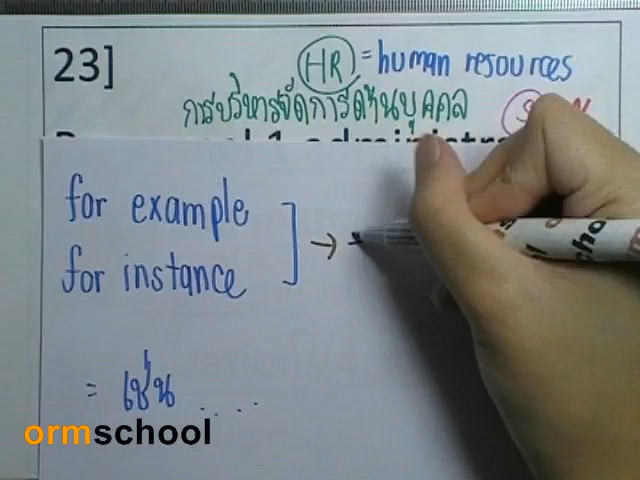 23] HR = human resources
การบริหารจัดการด้านบุคคล
for example
for instance ] →
= เช่น ....
ormschool